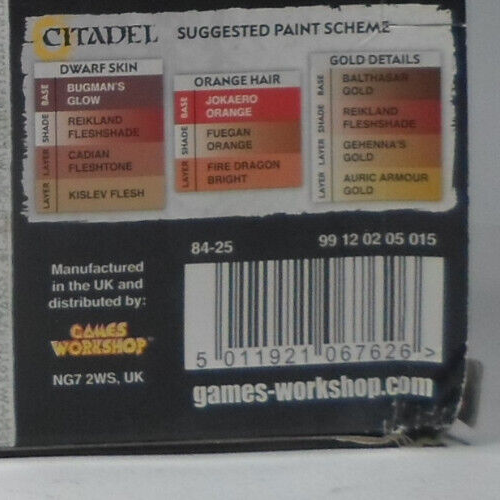 CITADEL SUGGESTED PAINT SCHEME
DWARF SKIN
BASE BUGMAN'S
GLOW
SHADE REIKLAND
FLESHSHADE
LAYER CADIAN
FLESHTONE
LAYER KISLEV FLESH
ORANGE HAIR
BASE JOKAERO
ORANGE
SHADE FUEGAN
ORANGE
LAYER FIRE DRAGON
BRIGHT
GOLD DETAILS
BASE BALTHASAR
GOLD
SHADE REIKLAND
FLESHSHADE
LAYER GEHENNA'S
GOLD
LAYER AURIC ARMOUR
GOLD
Manufactured
in the UK and
distributed by:
GAMES
WORKSHOP
NG7 2WS, UK
84-25 99 12 02 05 015
5 011921 067626 >
games-workshop.com